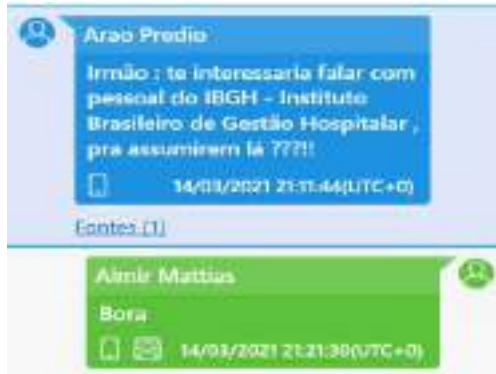 Arao Predio
Irmão : te interessaria falar com
pessoal do IBGH - Instituto
Brasileiro de Gestão Hospitalar ,
pra assumirem lá ???!!
14/03/2021 21:11:44(UTC+0)
Fontes (1)
Almir Mattias
Bora
14/03/2021 21:21:30(UTC+0)